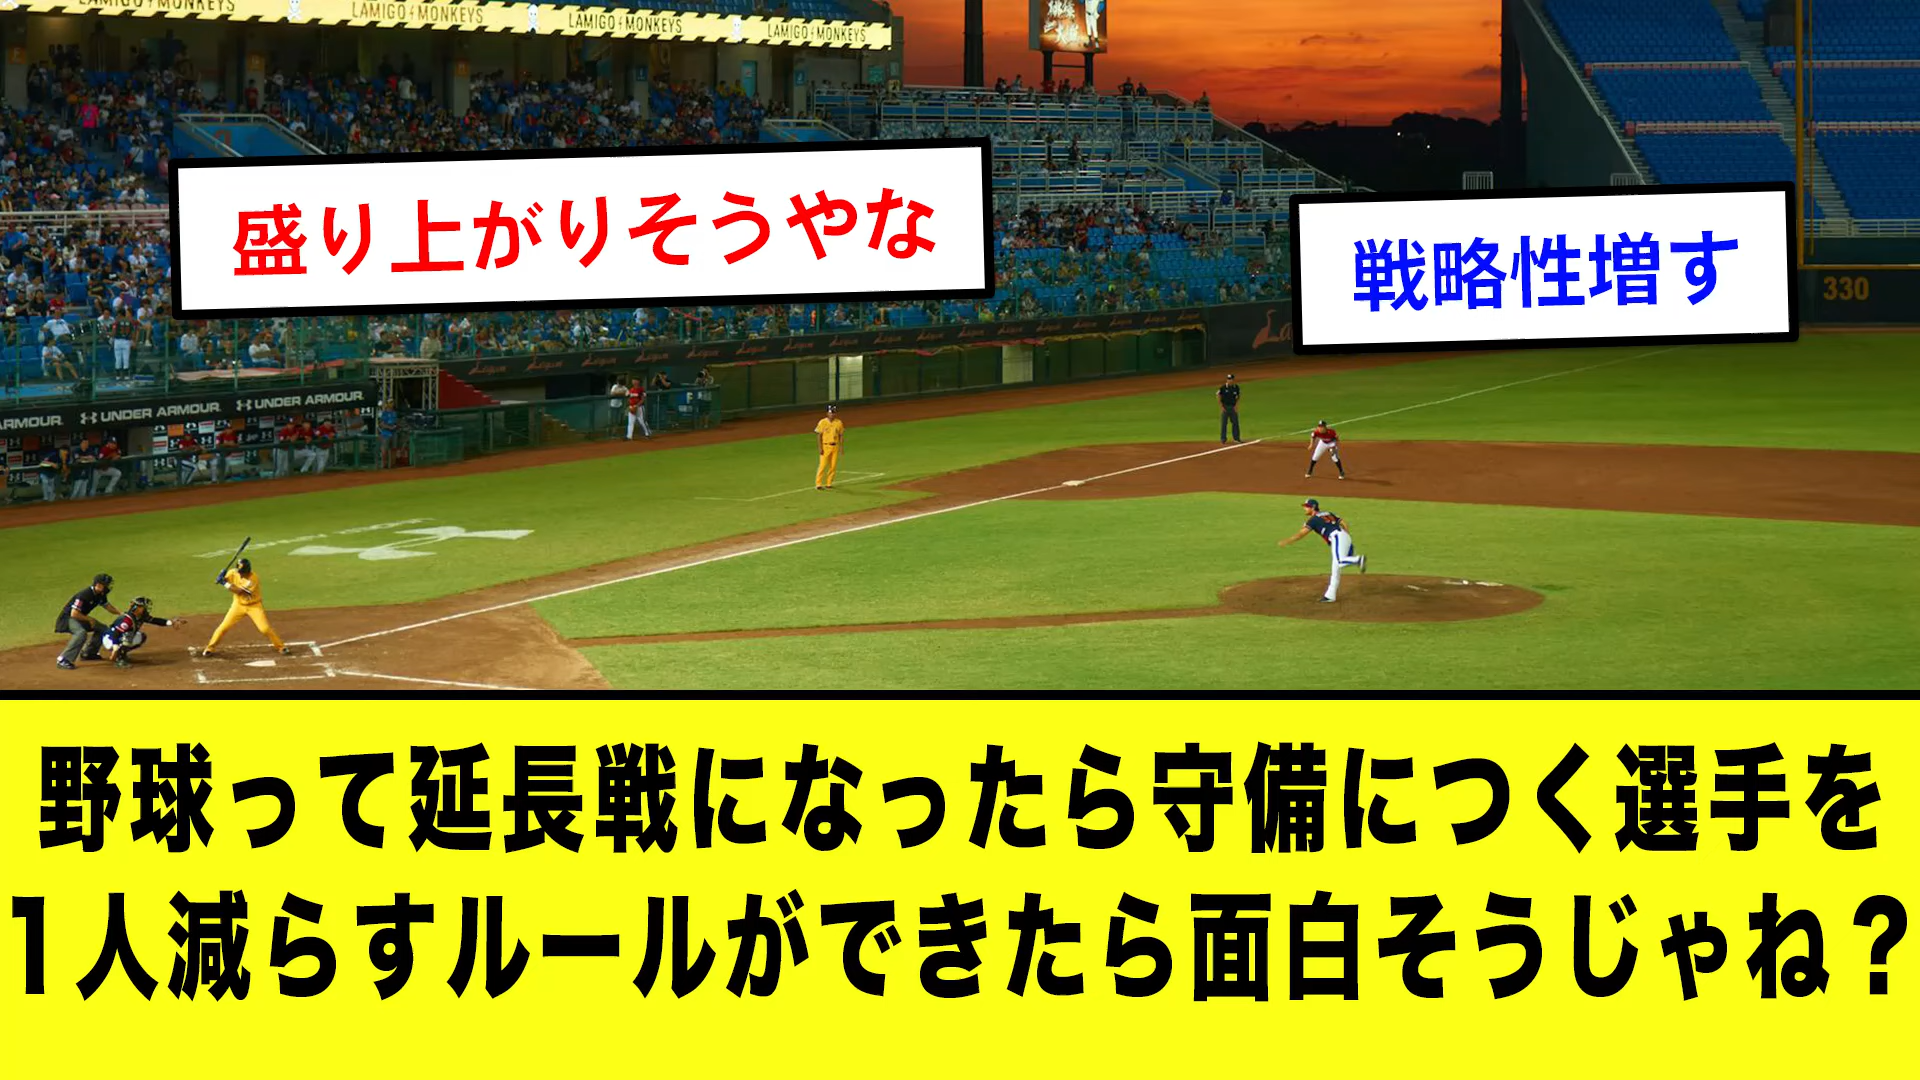 LAMIGO MONKEYS
LAMIGO MONKEYS
LAMIGO MONKEYS
盛り上がりそうやな
戦略性増す
330
ARMOUR
UNDER ARMOUR
UNDER ARMOUR
野球って延長戦になったら守備につく選手を
1人減らすルールができたら面白そうじゃね？